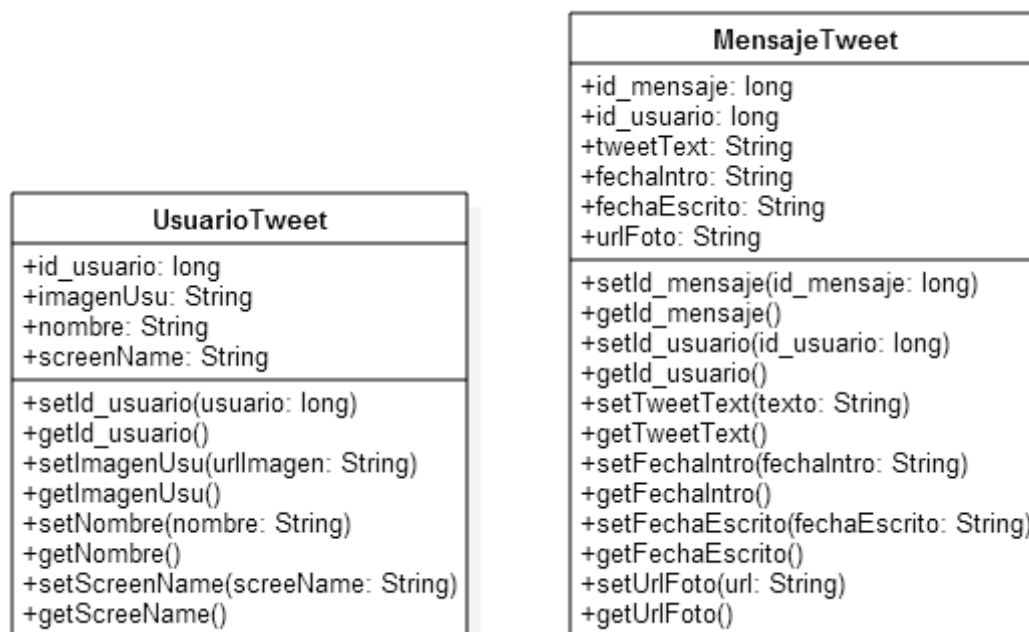 UsuarioTweet
+id_usuario: long
+imagenUsu: String
+nombre: String
+screenName: String
+setId_usuario(usuario: long)
+getId_usuario()
+setImagenUsu(urlImagen: String)
+getImagenUsu()
+setNombre(nombre: String)
+getNombre()
+setScreenName(screeName: String)
+getScreeName()
MensajeTweet
+id_mensaje: long
+id_usuario: long
+tweetText: String
+fechaIntro: String
+fechaEscrito: String
+urlFoto: String
+setId_mensaje(id_mensaje: long)
+getId_mensaje()
+setId_usuario(id_usuario: long)
+getId_usuario()
+setTweetText(texto: String)
+getTweetText()
+setFechaIntro(fechaIntro: String)
+getFechaIntro()
+setFechaEscrito(fechaEscrito: String)
+getFechaEscrito()
+setUrlFoto(url: String)
+getUrlFoto()